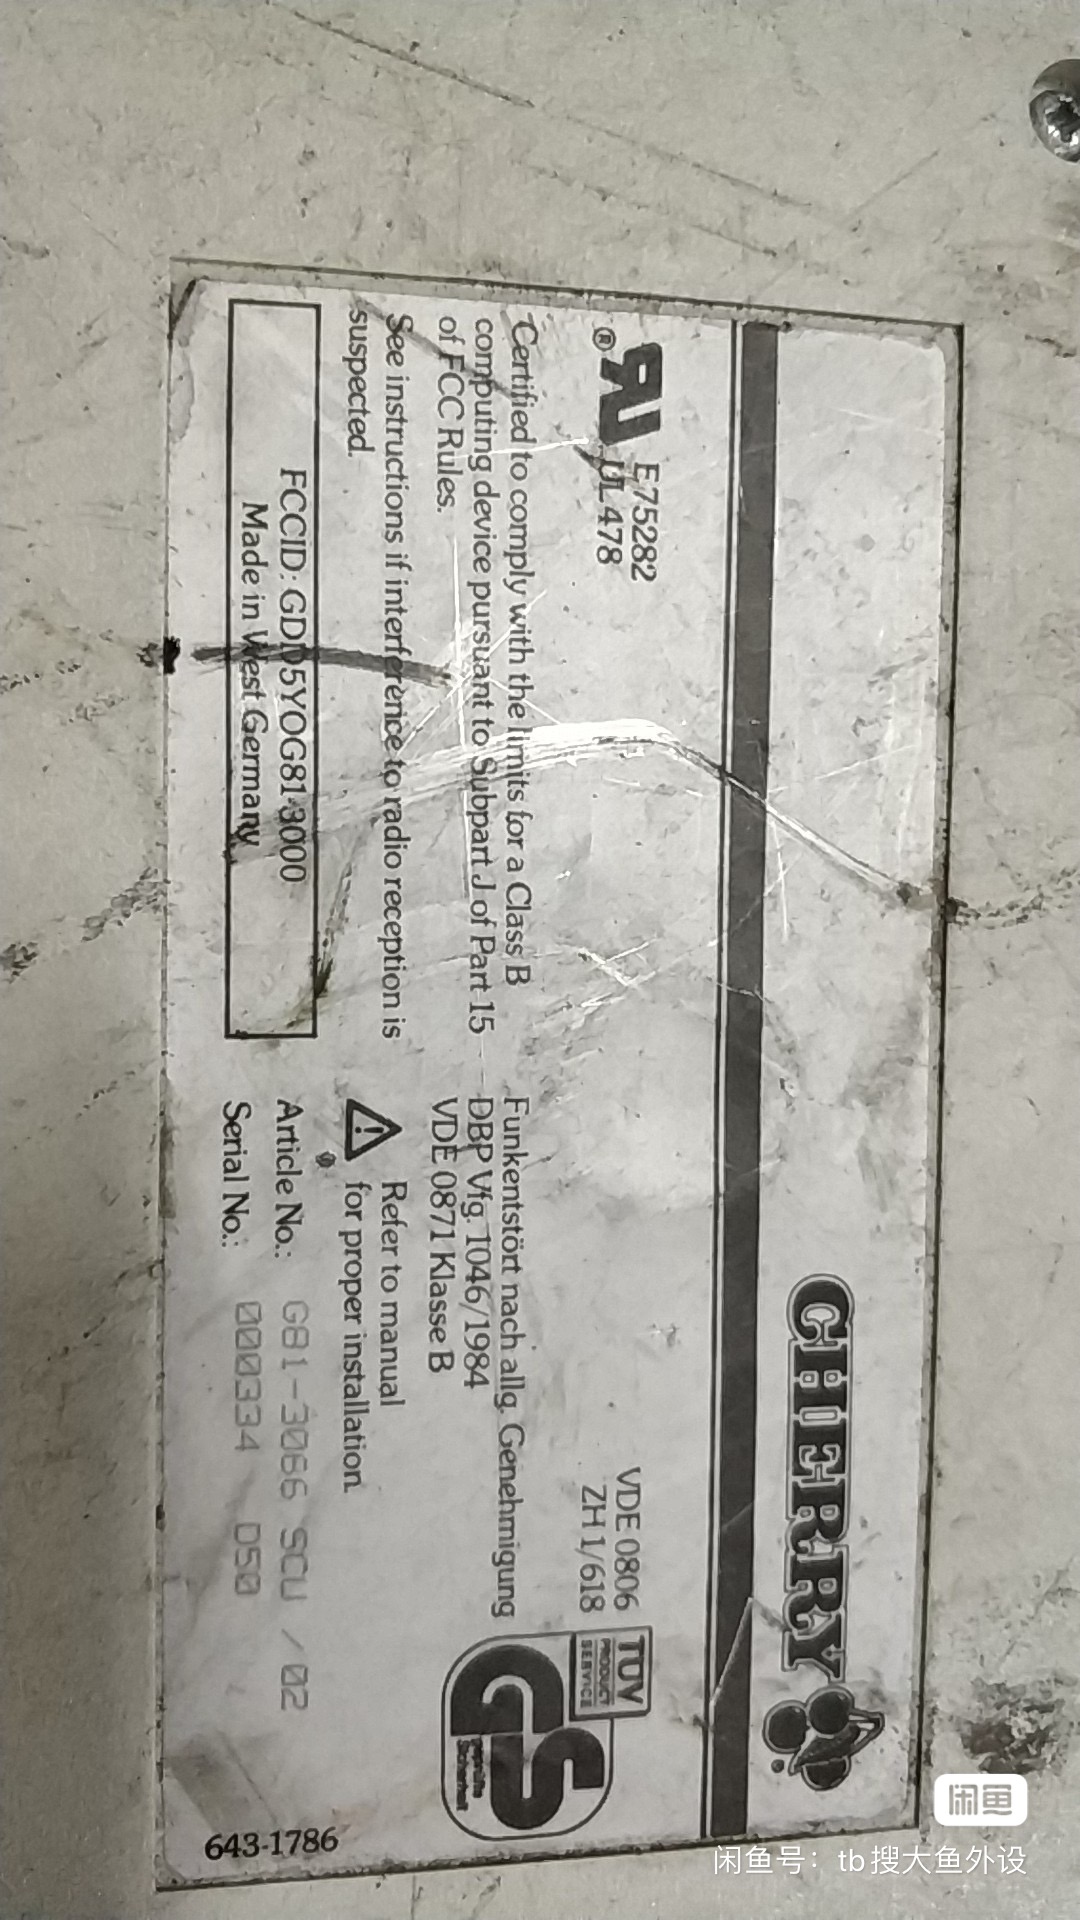 CHERRY
®
E75282
UL 478
VDE 0806
ZH 1/618
TÜV
PRODUCT
SERVICE
GS
geprüfte
Sicherheit
Certified to comply with the limits for a Class B
computing device pursuant to Subpart J of Part 15
of FCC Rules.
See instructions if interference to radio reception is
suspected.
FCCID: GDD5YOG81-3000
Made in West Germany
Funkentstört nach allg. Genehmigung
DBP Vfg. 1046/1984
VDE 0871 Klasse B
Refer to manual
for proper installation.
Article No.: G81-3066 SCU / 02
Serial No.: 000334 D50
643-1786
闲鱼
闲鱼号：tb搜大鱼外设